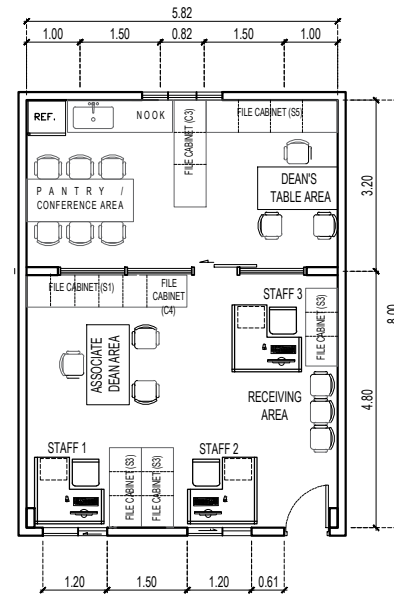 5.82
1.00 1.50 0.82 1.50 1.00
REF.
NOOK
FILE CABINET (C3)
FILE CABINET (S5)
PANTRY /
CONFERENCE AREA
DEAN'S
TABLE AREA
3.20
FILE CABINET (S1)
FILE
CABINET
(C4)
STAFF 3
FILE CABINET (S3)
8.00
ASSOCIATE
DEAN AREA
RECEIVING
AREA
4.80
STAFF 1
FILE CABINET (S3)
FILE CABINET (S3)
STAFF 2
1.20 1.50 1.20 0.61